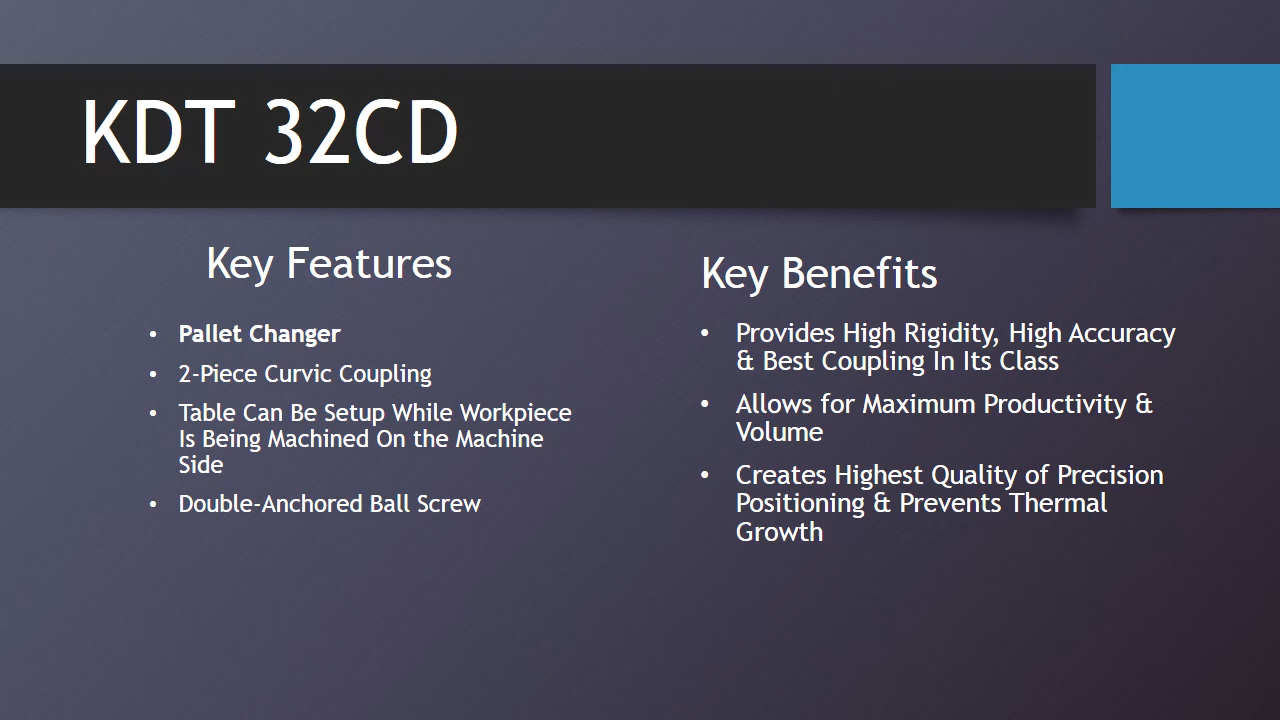 KDT 32CD
Key Features
• Pallet Changer
• 2-Piece Curvic Coupling
• Table Can Be Setup While Workpiece
Is Being Machined On the Machine
Side
• Double-Anchored Ball Screw
Key Benefits
• Provides High Rigidity, High Accuracy
& Best Coupling In Its Class
• Allows for Maximum Productivity &
Volume
• Creates Highest Quality of Precision
Positioning & Prevents Thermal
Growth